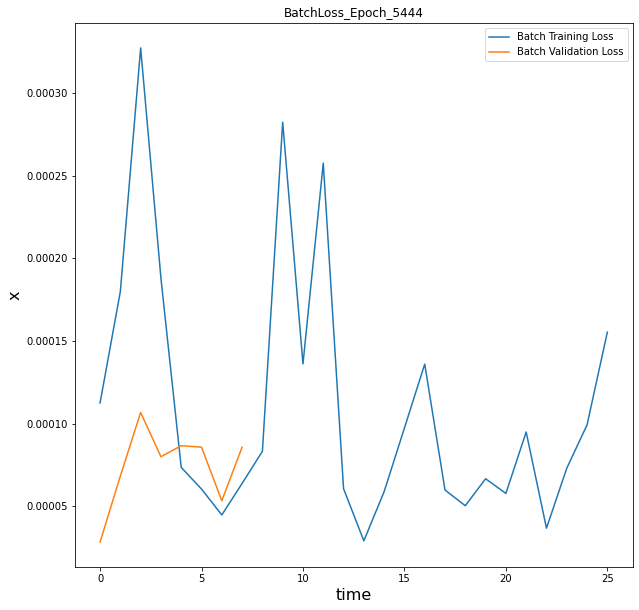 BatchLoss_Epoch_5444
Batch Training Loss
Batch Validation Loss
0.00030
0.00025
0.00020
0.00015
0.00010
0.00005
x
0 5 10 15 20 25
time